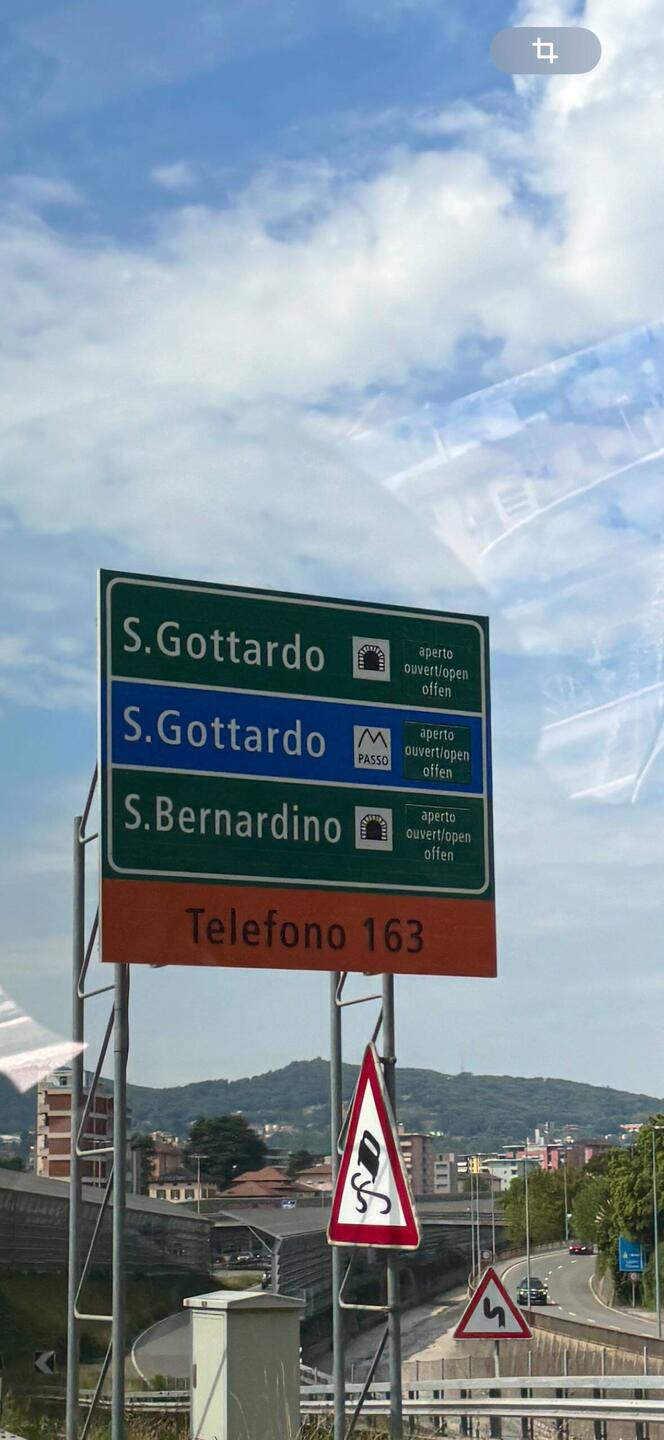 S.Gottardo
aperto
ouvert/open
offen
S.Gottardo
PASSO
aperto
ouvert/open
offen
S.Bernardino
aperto
ouvert/open
offen
Telefono 163